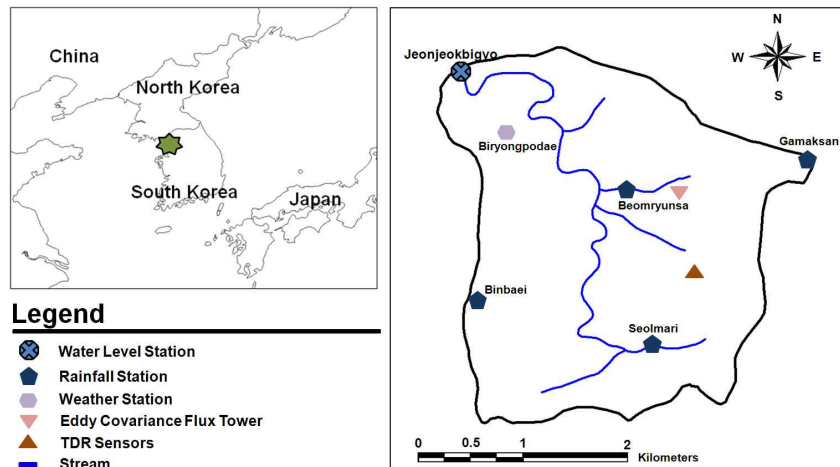 China
North Korea
South Korea
Japan
Legend
Water Level Station
Rainfall Station
Weather Station
Eddy Covariance Flux Tower
TDR Sensors
Stream
Jeonjeokbigyo
N
W E
S
Biryongpodae
Gamaksan
Beomryunsa
Binbaei
Seolmari
0 0.5 1 2
Kilometers